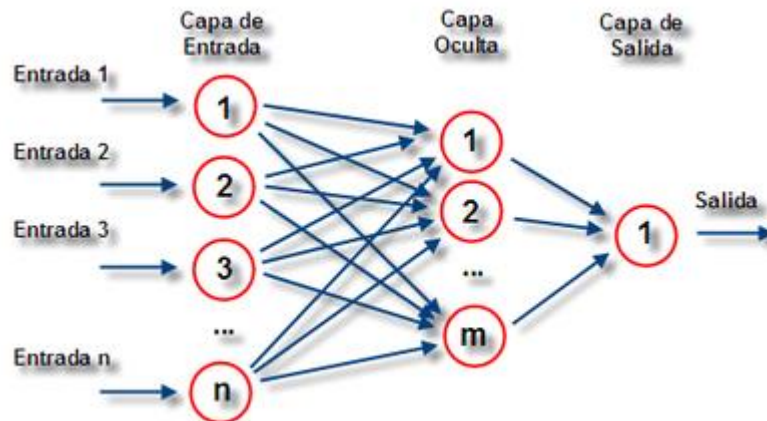 Capa de
Entrada
Capa
Oculta
Capa de
Salida
Entrada 1
1
1
Entrada 2
2
2
Salida
1
Entrada 3
3
...
...
m
Entrada n
n